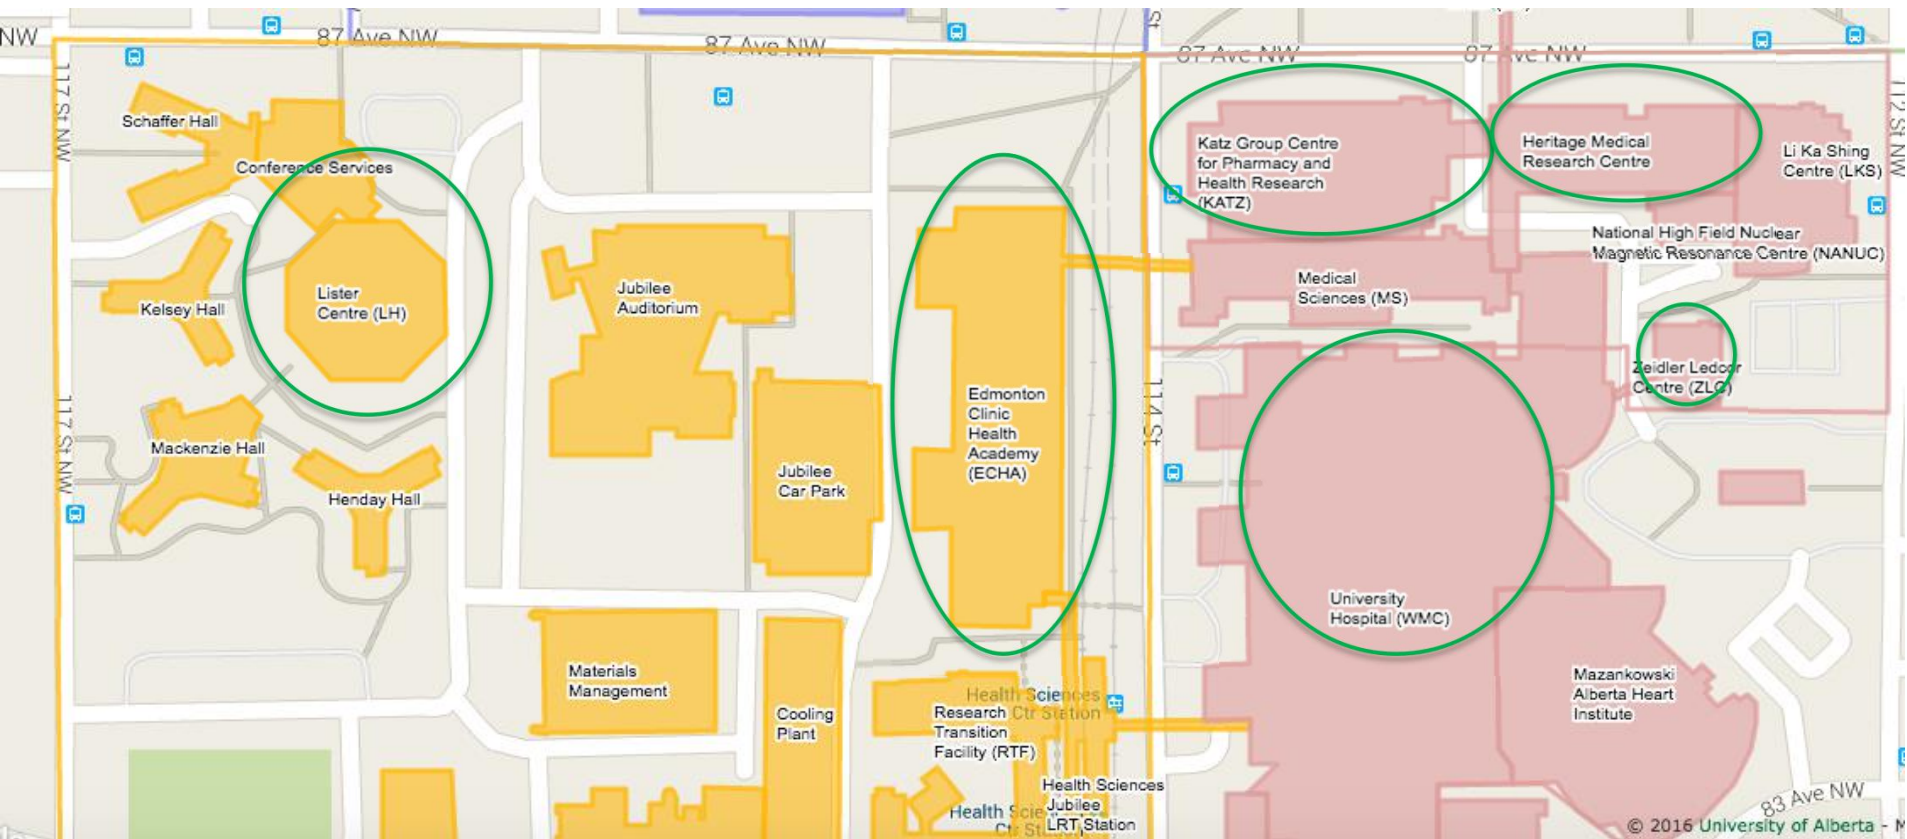 NW
87 Ave NW
87 Ave NW
87 Ave NW
87 Ave NW
117 St NW
117 St NW
112 St NW
114 St
Schaffer Hall
Conference Services
Kelsey Hall
Lister
Centre (LH)
Mackenzie Hall
Henday Hall
Jubilee
Auditorium
Jubilee
Car Park
Edmonton
Clinic
Health
Academy
(ECHA)
Katz Group Centre
for Pharmacy and
Health Research
(KATZ)
Heritage Medical
Research Centre
Li Ka Shing
Centre (LKS)
National High Field Nuclear
Magnetic Resonance Centre (NANUC)
Medical
Sciences (MS)
Zeidler Ledcor
Centre (ZLC)
University
Hospital (WMC)
Mazankowski
Alberta Heart
Institute
Materials
Management
Cooling
Plant
Health Sciences
Ctr Station
Research
Transition
Facility (RTF)
Health Sciences
Jubilee
LRT Station
Health Scie
Ctr St
83 Ave NW
© 2016 University of Alberta - M